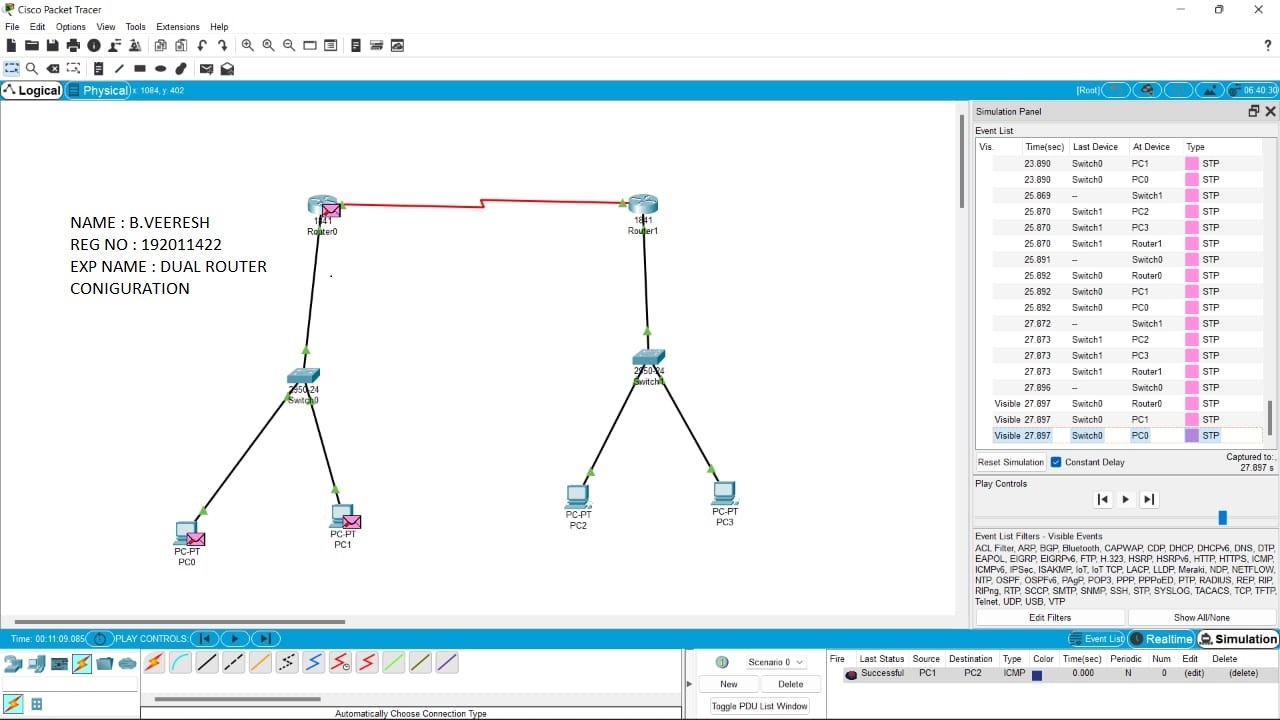 Cisco Packet Tracer
File Edit Options View Tools Extensions Help
Logical Physical x: 1084, y: 402 [Root] 06:40:30
Simulation Panel
Event List
Vis. Time(sec) Last Device At Device Type
23.890 Switch0 PC1 STP
23.890 Switch0 PC0 STP
25.869 -- Switch1 STP
25.870 Switch1 PC2 STP
25.870 Switch1 PC3 STP
25.870 Switch1 Router1 STP
25.891 -- Switch0 STP
25.892 Switch0 Router0 STP
25.892 Switch0 PC1 STP
25.892 Switch0 PC0 STP
27.872 -- Switch1 STP
27.873 Switch1 PC2 STP
27.873 Switch1 PC3 STP
27.873 Switch1 Router1 STP
27.896 -- Switch0 STP
Visible 27.897 Switch0 Router0 STP
Visible 27.897 Switch0 PC1 STP
Visible 27.897 Switch0 PC0 STP
Reset Simulation Constant Delay Captured to:
27.897 s
Play Controls
Event List Filters - Visible Events
ACL Filter, ARP, BGP, Bluetooth, CAPWAP, CDP, DHCP, DHCPv6, DNS, DTP,
EAPOL, EIGRP, EIGRPv6, FTP, H.323, HSRP, HSRPv6, HTTP, HTTPS, ICMP,
ICMPv6, IPSec, ISAKMP, IoT, IoT TCP, LACP, LLDP, Meraki, NDP, NETFLOW,
NTP, OSPF, OSPFv6, PAgP, POP3, PPP, PPPoED, PTP, RADIUS, REP, RIP,
RIPng, RTP, SCCP, SMTP, SNMP, SSH, STP, SYSLOG, TACACS, TCP, TFTP,
Telnet, UDP, USB, VTP
Edit Filters Show All/None
NAME : B.VEERESH
REG NO : 192011422
EXP NAME : DUAL ROUTER
CONIGURATION
1841
Router0
1841
Router1
2950-24
Switch0
2950-24
Switch1
PC-PT
PC0
PC-PT
PC1
PC-PT
PC2
PC-PT
PC3
Time: 00:11:09.085 PLAY CONTROLS: Event List Realtime Simulation
Automatically Choose Connection Type
Scenario 0
New Delete
Toggle PDU List Window
Fire Last Status Source Destination Type Color Time(sec) Periodic Num Edit Delete
Successful PC1 PC2 ICMP 0.000 N 0 (edit) (delete)